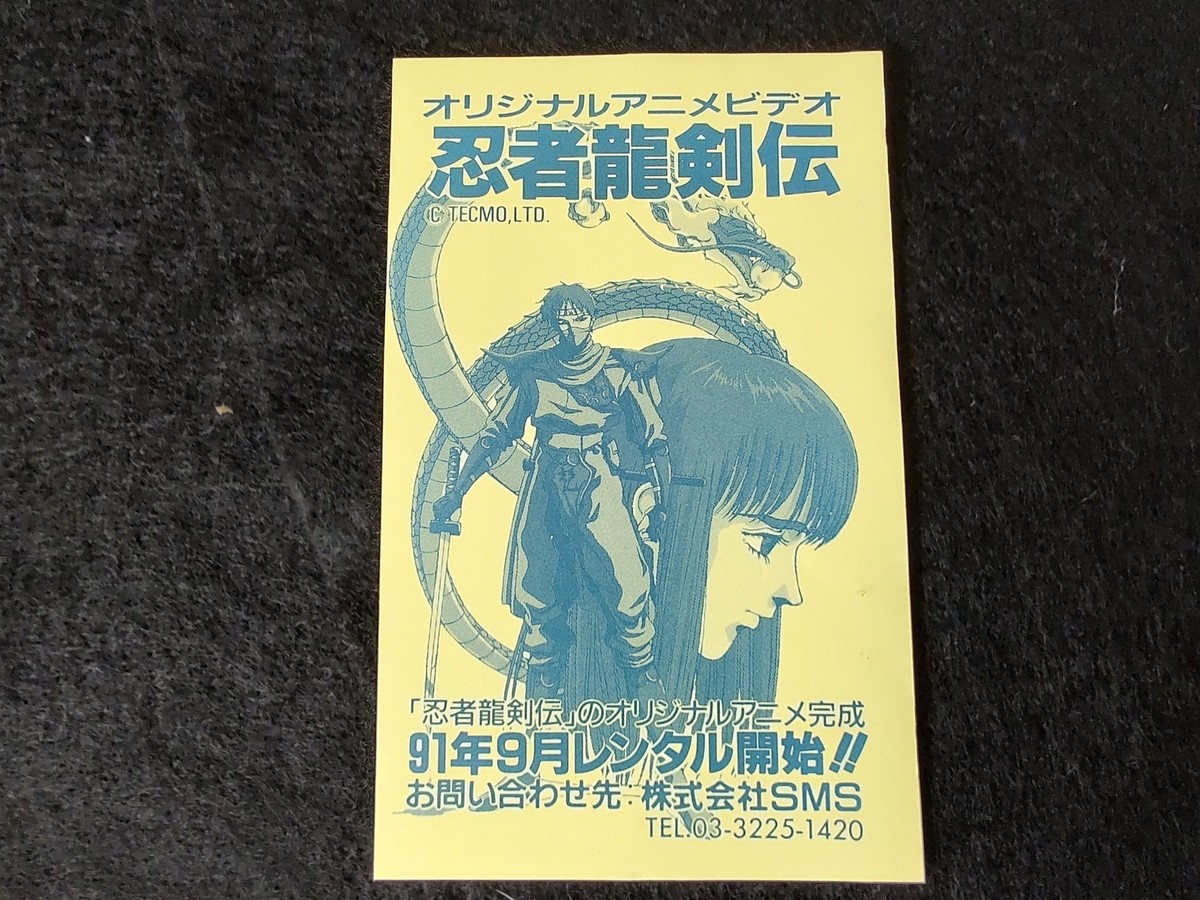 オリジナルアニメビデオ
忍者龍剣伝
C TECMO,LTD.
「忍者龍剣伝」のオリジナルアニメ完成
91年9月レンタル開始!!
お問い合わせ先:株式会社SMS
TEL.03-3225-1420